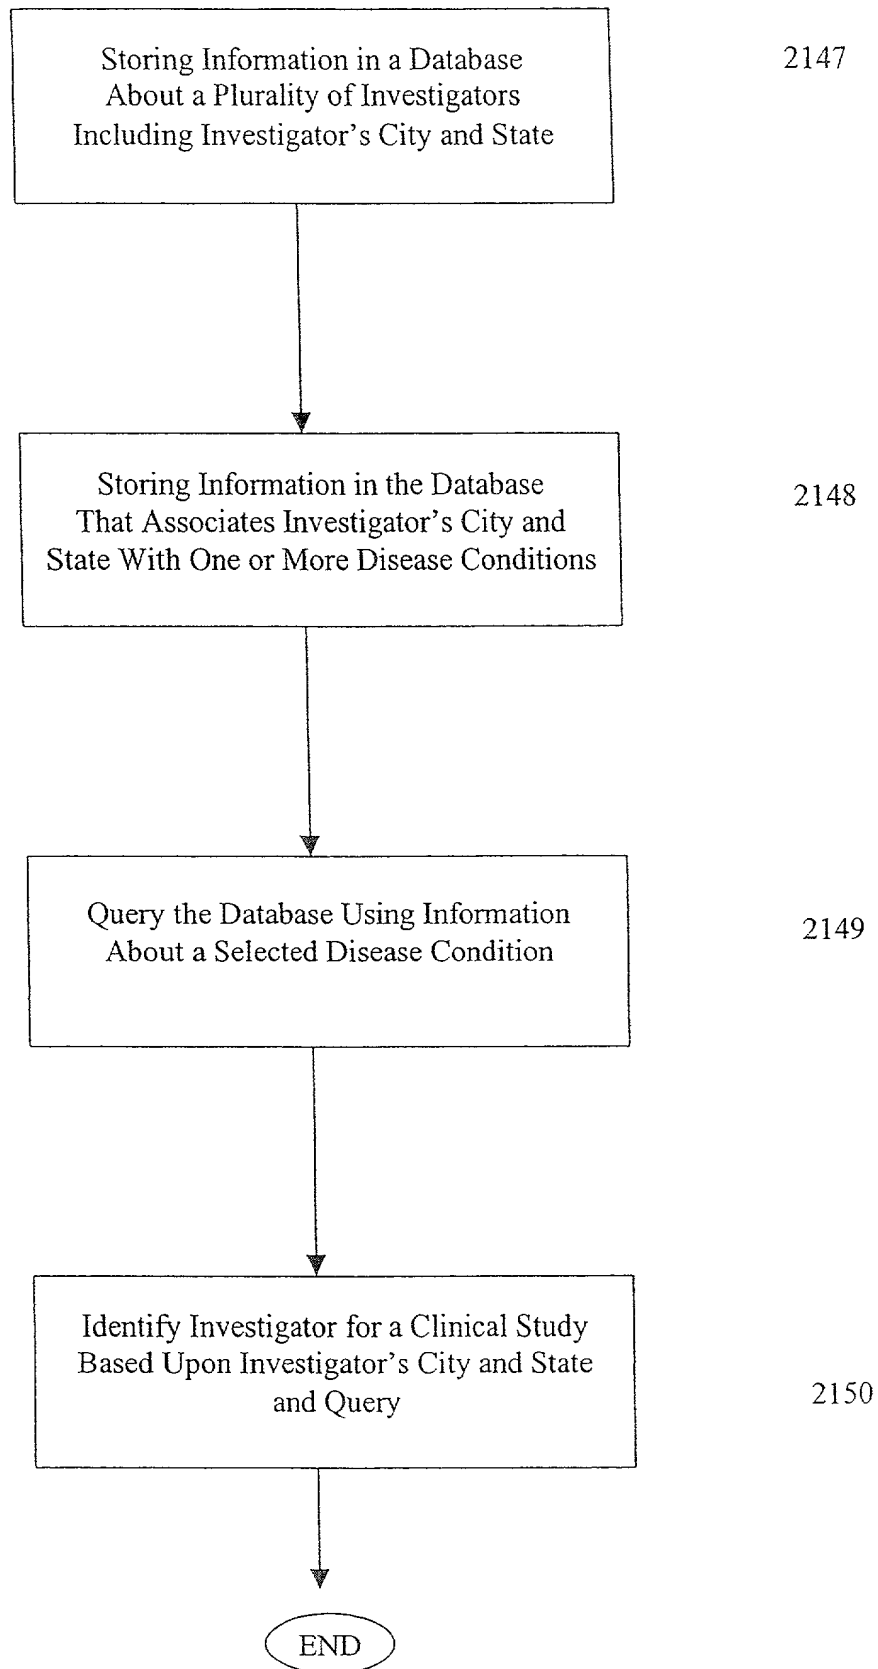 Storing Information in a Database
About a Plurality of Investigators
Including Investigator's City and State
2147
Storing Information in the Database
That Associates Investigator's City and
State With One or More Disease Conditions
2148
Query the Database Using Information
About a Selected Disease Condition
2149
Identify Investigator for a Clinical Study
Based Upon Investigator's City and State
and Query
2150
END